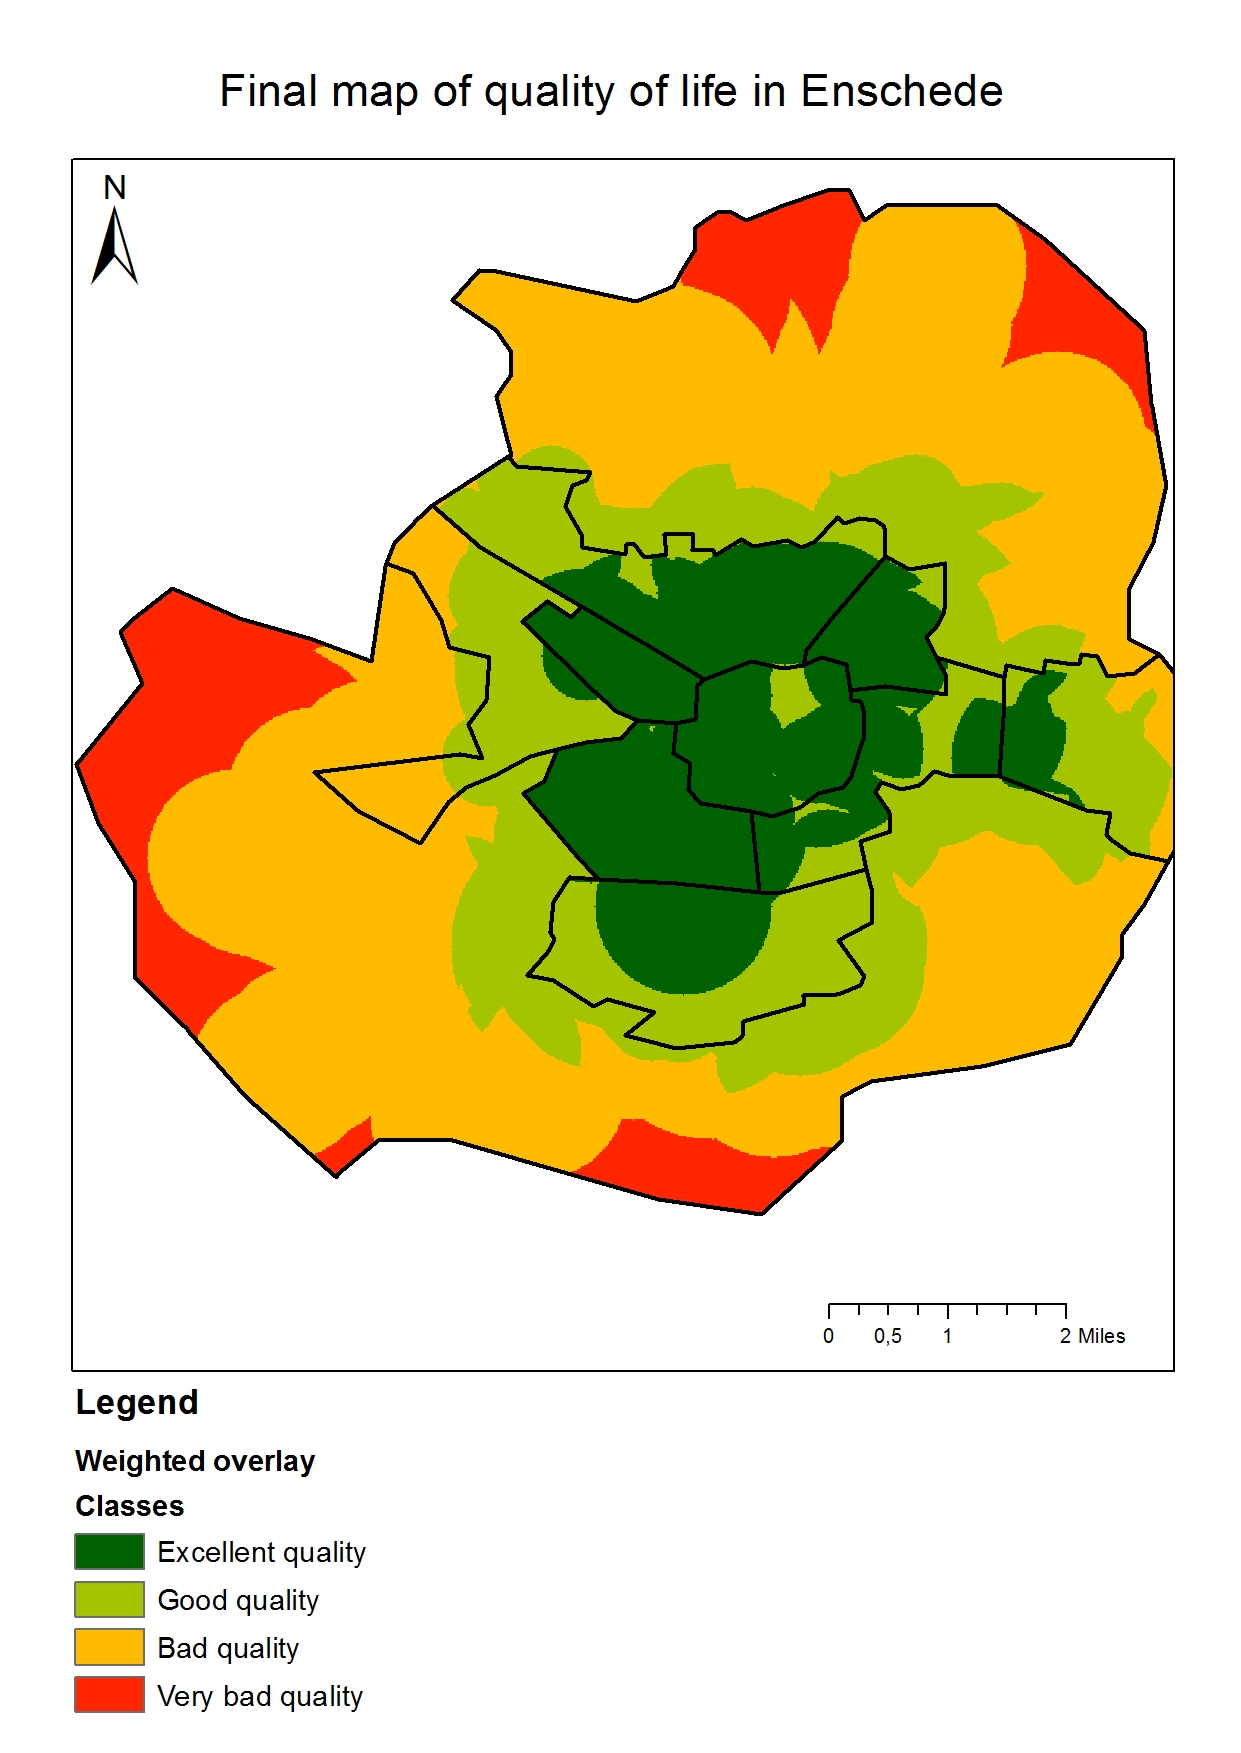 Final map of quality of life in Enschede
N
0 0,5 1 2 Miles
Legend
Weighted overlay
Classes
Excellent quality
Good quality
Bad quality
Very bad quality